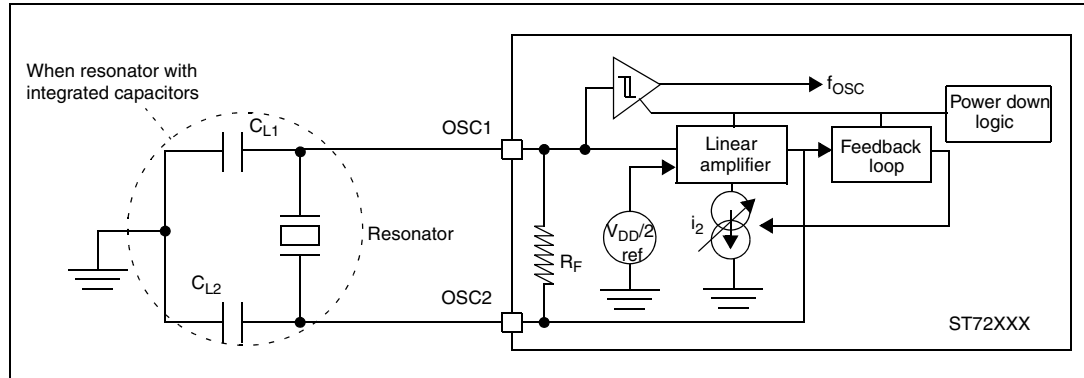 When resonator with
integrated capacitors
CL1
OSC1
fOSC
Power down
logic
Linear
amplifier
Feedback
loop
Resonator
i2
VDD/2
ref
RF
CL2
OSC2
ST72XXX